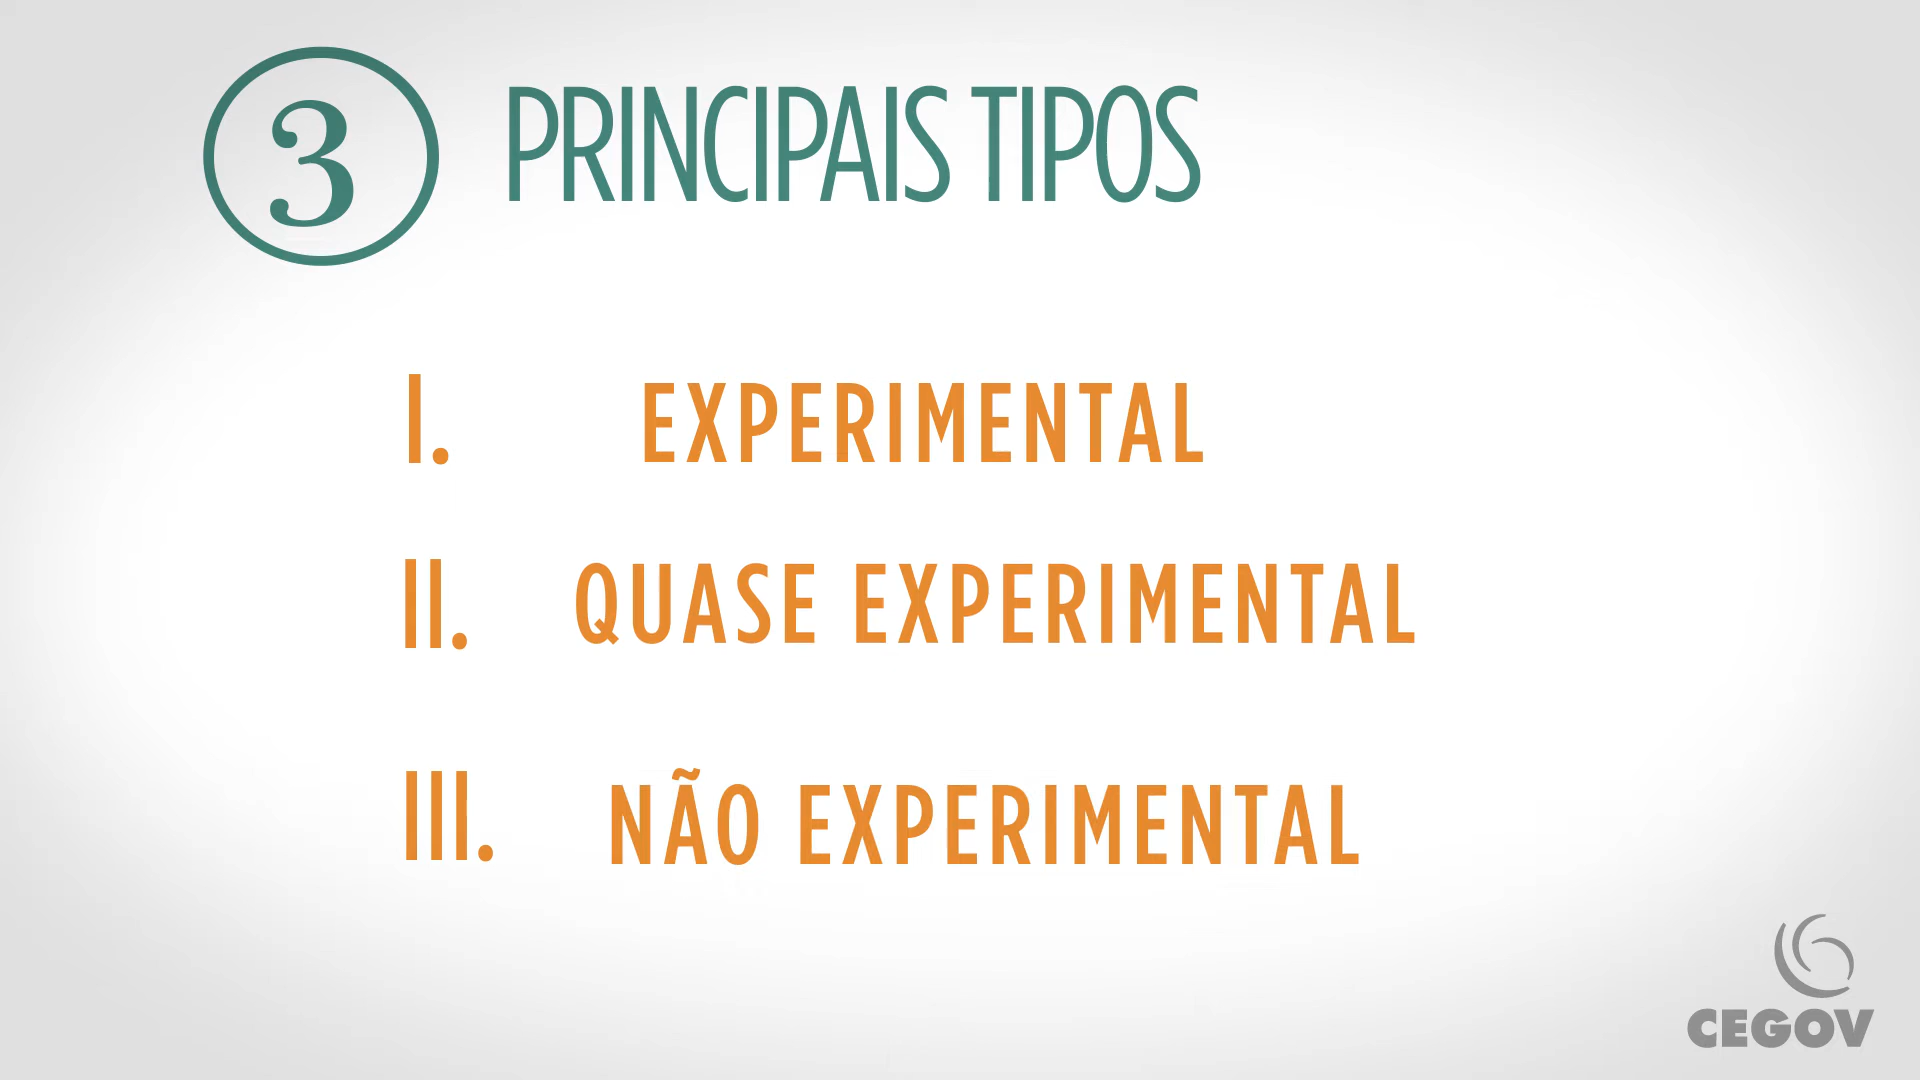 3 PRINCIPAIS TIPOS
I. EXPERIMENTAL
II. QUASE EXPERIMENTAL
III. NÃO EXPERIMENTAL
CEGOV